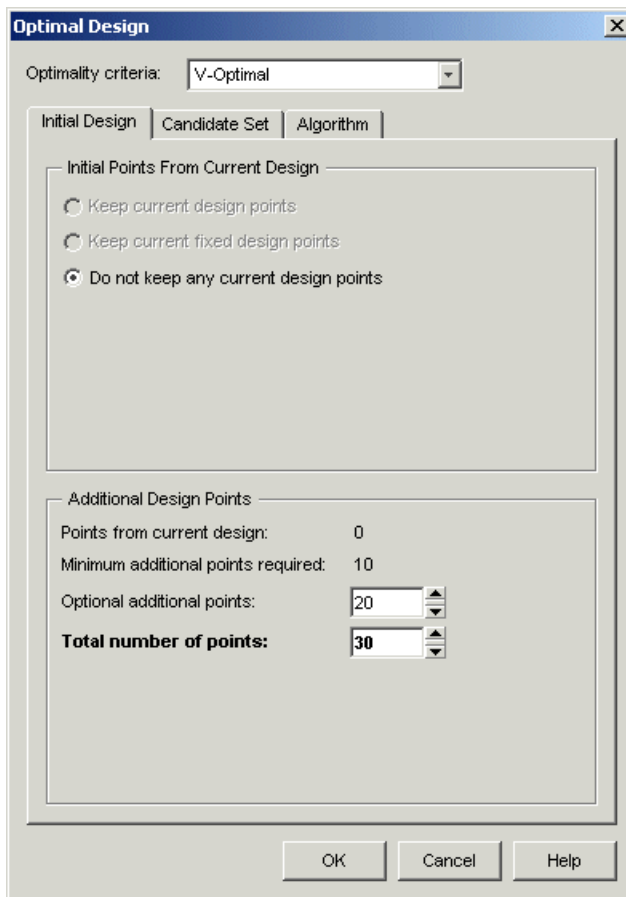 Optimal Design
Optimality criteria: V-Optimal
Initial Design Candidate Set Algorithm
Initial Points From Current Design
Keep current design points
Keep current fixed design points
Do not keep any current design points
Additional Design Points
Points from current design: 0
Minimum additional points required: 10
Optional additional points: 20
Total number of points: 30
OK Cancel Help